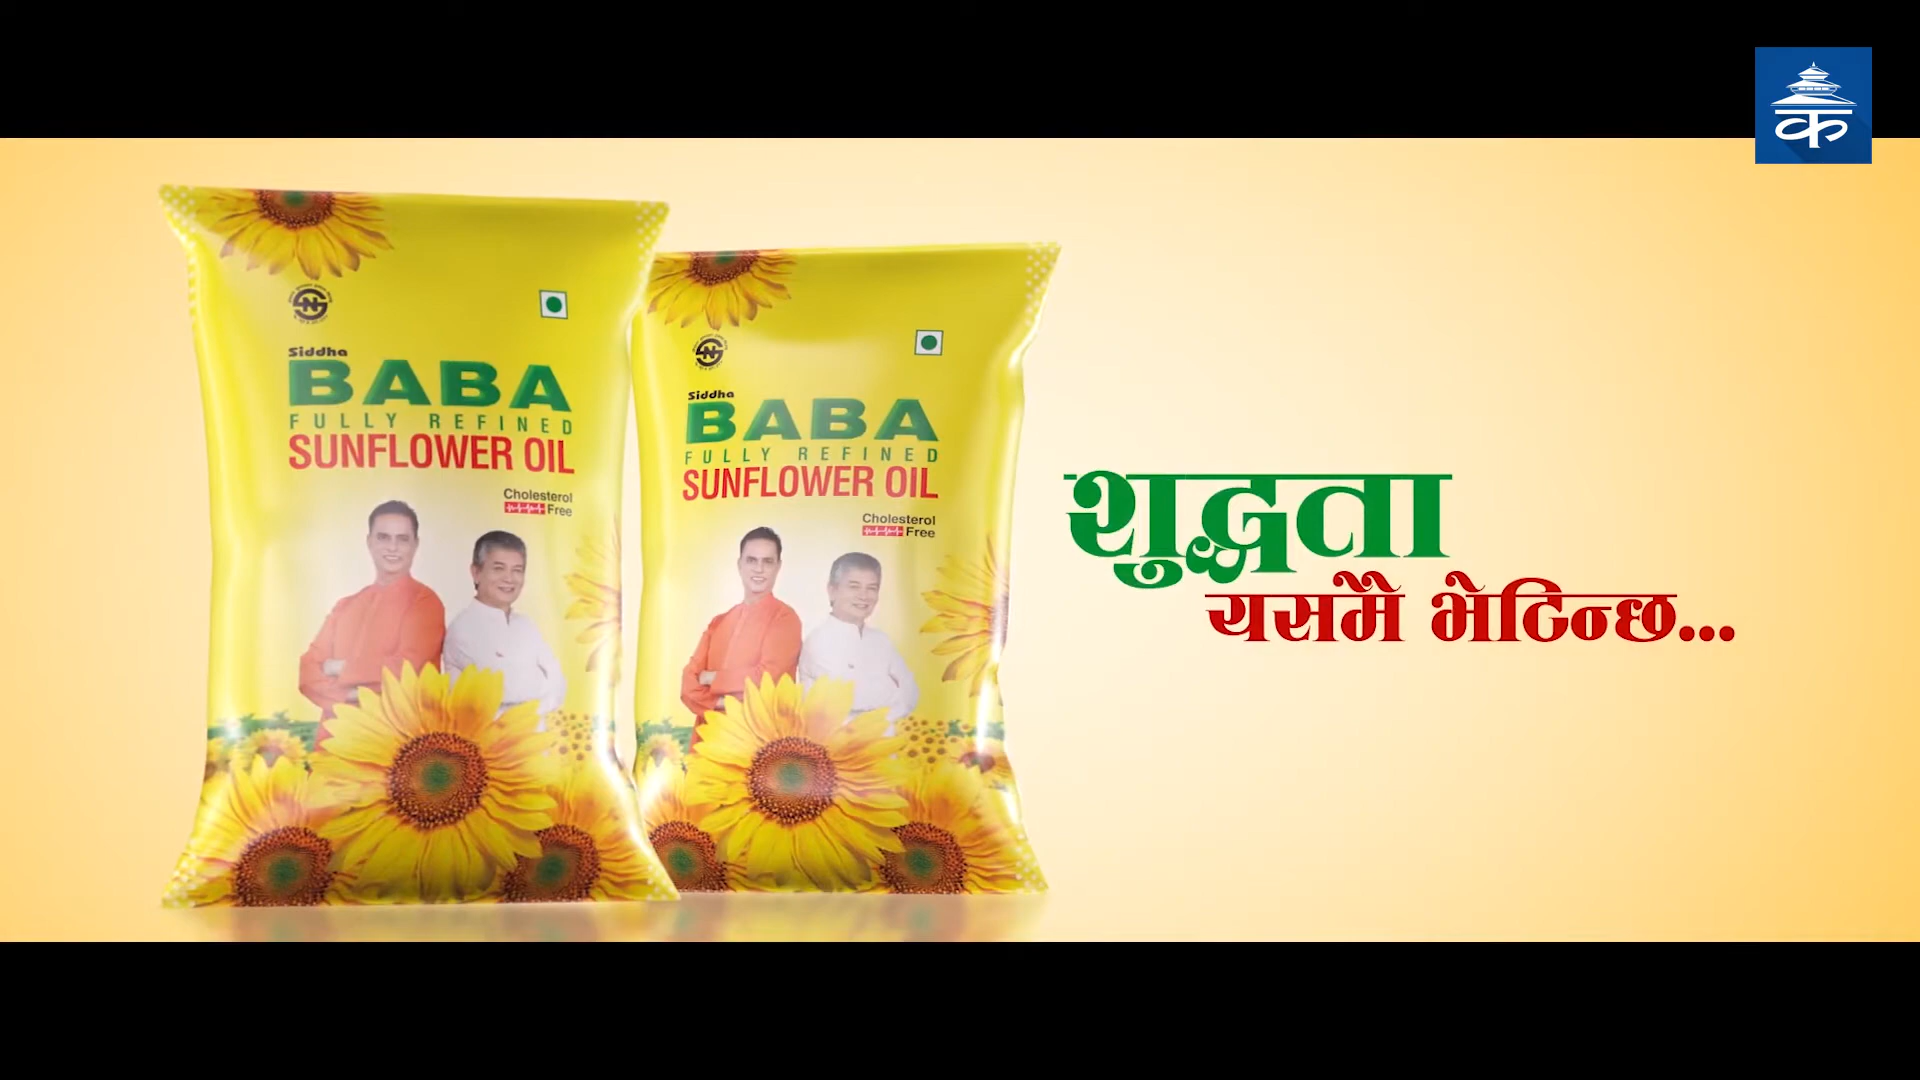 क
Siddha
BABA
FULLY REFINED
SUNFLOWER OIL
Cholesterol
Free
Siddha
BABA
FULLY REFINED
SUNFLOWER OIL
Cholesterol
Free
शुद्धता
यसमै भेटिन्छ...